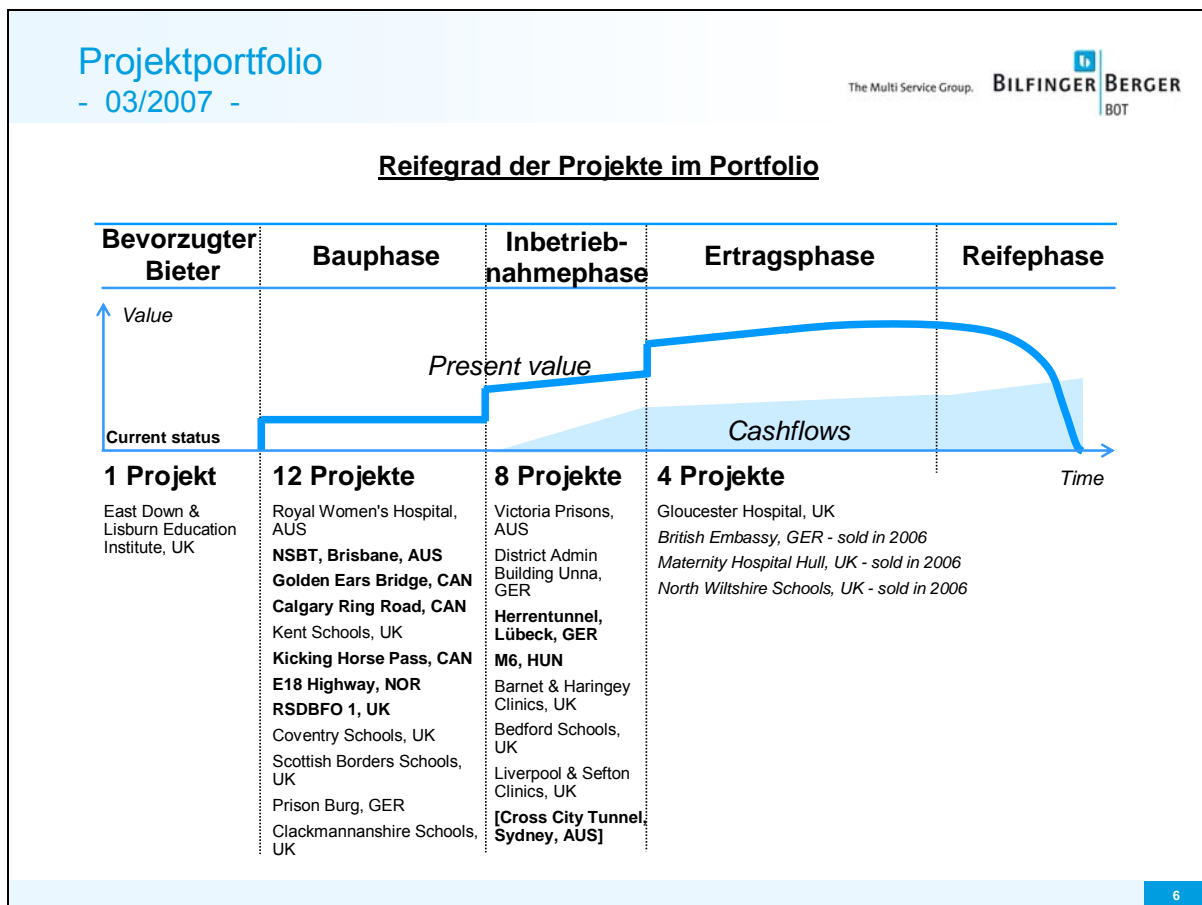 Projektportfolio
- 03/2007 -
The Multi Service Group.
BILFINGER BERGER
BOT
Reifegrad der Projekte im Portfolio
Bevorzugter
Bieter
Bauphase
Inbetrieb-
nahmephase
Ertragsphase
Reifephase
Value
Present value
Current status
Cashflows
Time
1 Projekt
East Down &
Lisburn Education
Institute, UK
12 Projekte
Royal Women's Hospital,
AUS
NSBT, Brisbane, AUS
Golden Ears Bridge, CAN
Calgary Ring Road, CAN
Kent Schools, UK
Kicking Horse Pass, CAN
E18 Highway, NOR
RSDBFO 1, UK
Coventry Schools, UK
Scottish Borders Schools,
UK
Prison Burg, GER
Clackmannanshire Schools,
UK
8 Projekte
Victoria Prisons,
AUS
District Admin
Building Unna,
GER
Herrentunnel,
Lübeck, GER
M6, HUN
Barnet & Haringey
Clinics, UK
Bedford Schools,
UK
Liverpool & Sefton
Clinics, UK
[Cross City Tunnel,
Sydney, AUS]
4 Projekte
Gloucester Hospital, UK
British Embassy, GER - sold in 2006
Maternity Hospital Hull, UK - sold in 2006
North Wiltshire Schools, UK - sold in 2006
6